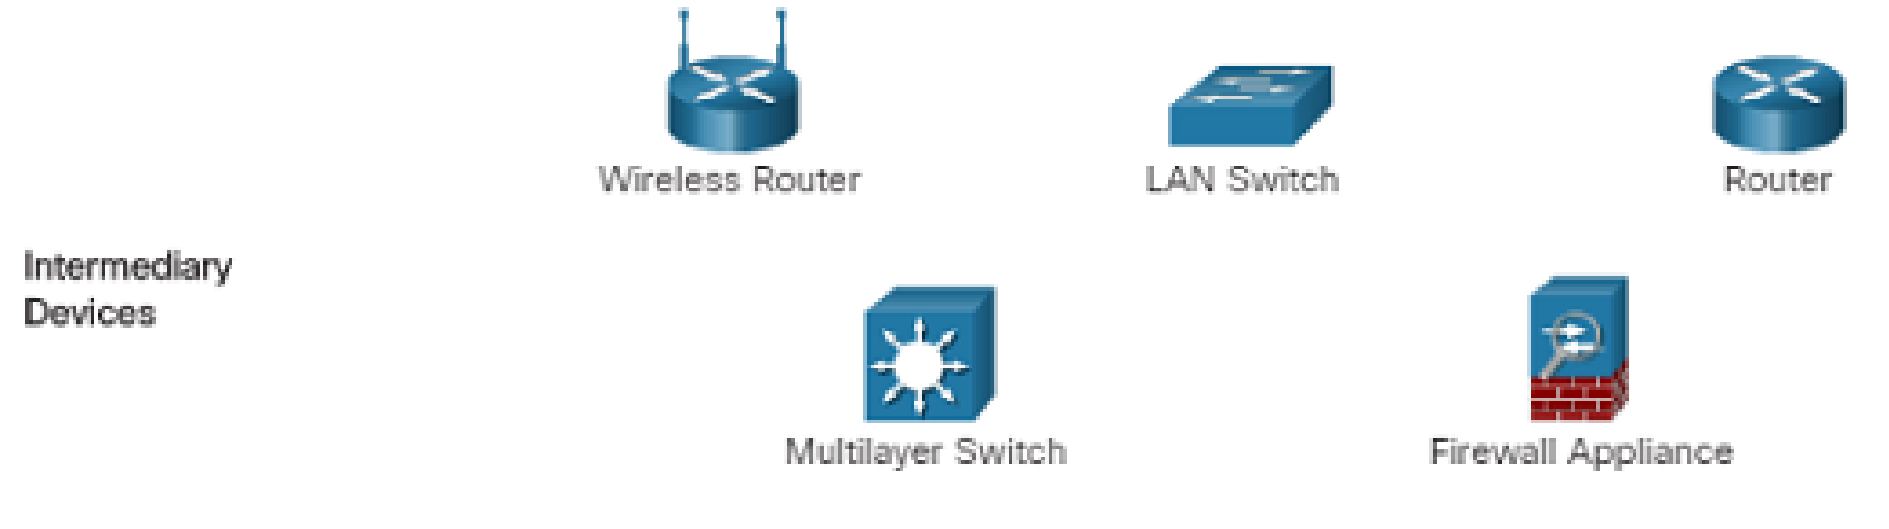 Wireless Router
LAN Switch
Router
Intermediary
Devices
Multilayer Switch
Firewall Appliance